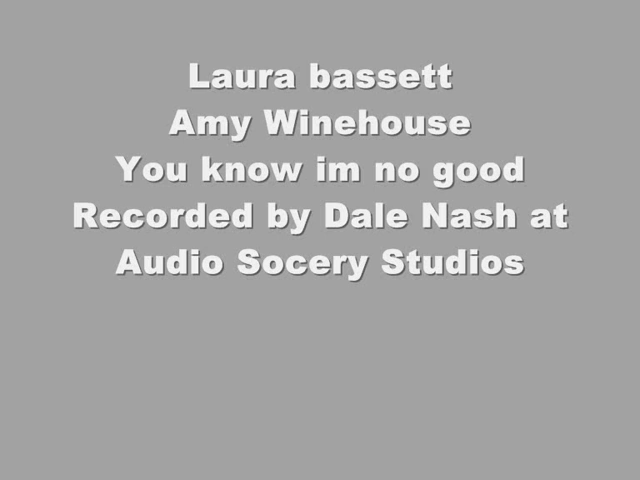 Laura bassett
Amy Winehouse
You know im no good
Recorded by Dale Nash at
Audio Socery Studios